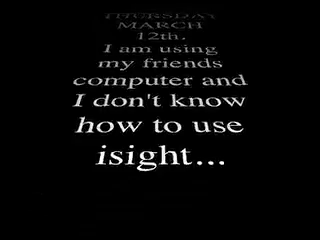 THURSDAY
MARCH
12th.
I am using
my friends
computer and
I don't know
how to use
isight...